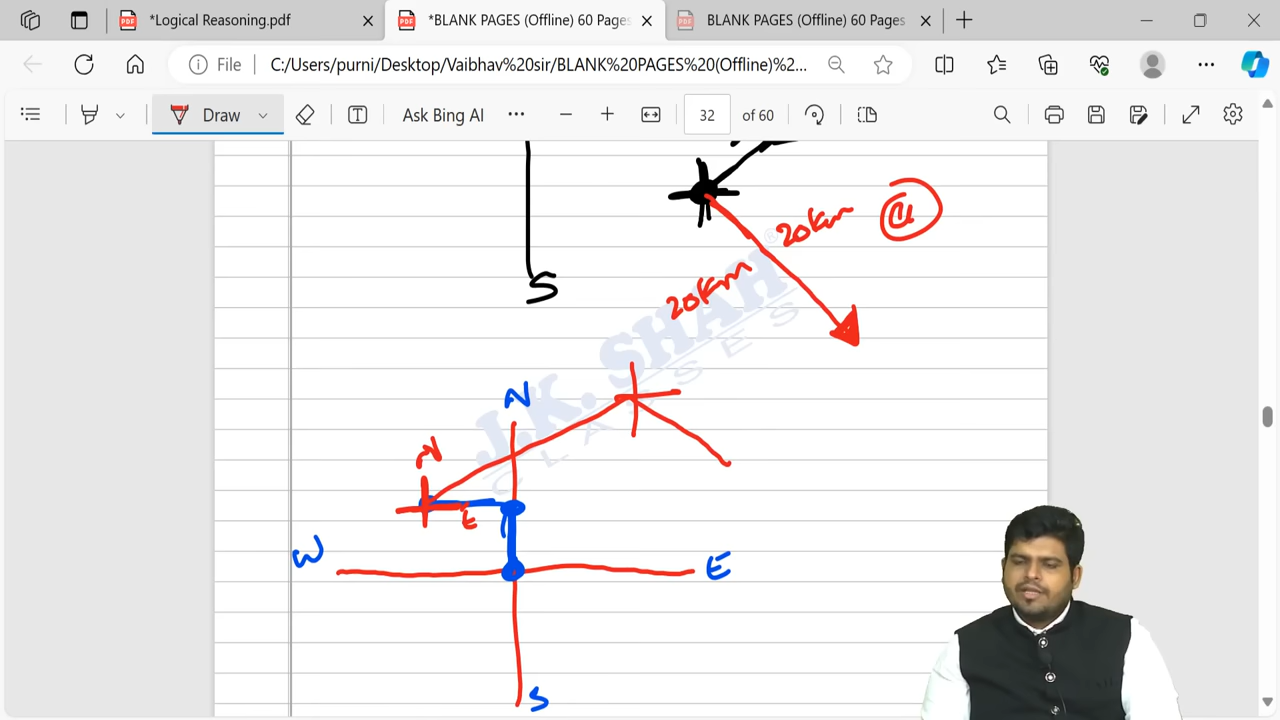 *Logical Reasoning.pdf
*BLANK PAGES (Offline) 60 Pages
BLANK PAGES (Offline) 60 Pages
File
C:/Users/purni/Desktop/Vaibhav%20sir/BLANK%20PAGES%20(Offline)%2...
Draw
Ask Bing AI
32
of 60
S
20km
20km
J.K. SHAH
CLASSES
N
N
E
W
E
S